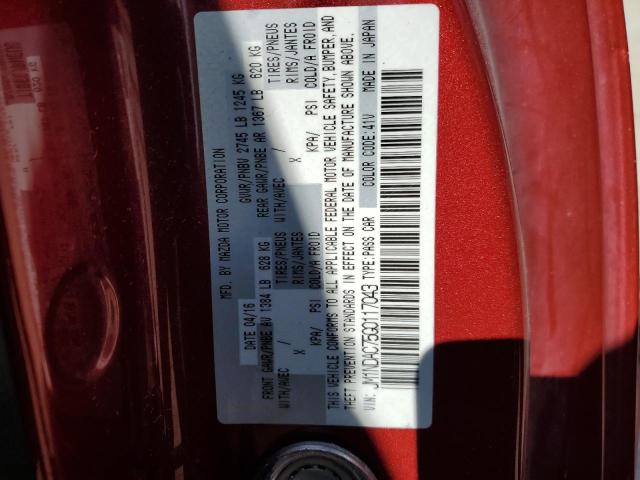 MFD. BY MAZDA MOTOR CORPORATION
DATE 04/16 GVWR/PNBV 2745 LB 1245 KG
FRONT GAWR/PNBE AV 1384 LB 628 KG REAR GAWR/PNBE AR 1367 LB 620 KG
WITH/AVEC TIRES/PNEUS WITH/AVEC TIRES/PNEUS
X / RIMS/JANTES X / RIMS/JANTES
KPA/ PSI COLD/A FROID KPA/ PSI COLD/A FROID
THIS VEHICLE CONFORMS TO ALL APPLICABLE FEDERAL MOTOR VEHICLE SAFETY, BUMPER, AND
THEFT PREVENTION STANDARDS IN EFFECT ON THE DATE OF MANUFACTURE SHOWN ABOVE.
VIN: JM1NDAC75G0117043 TYPE:PASS CAR COLOR CODE:41V MADE IN JAPAN